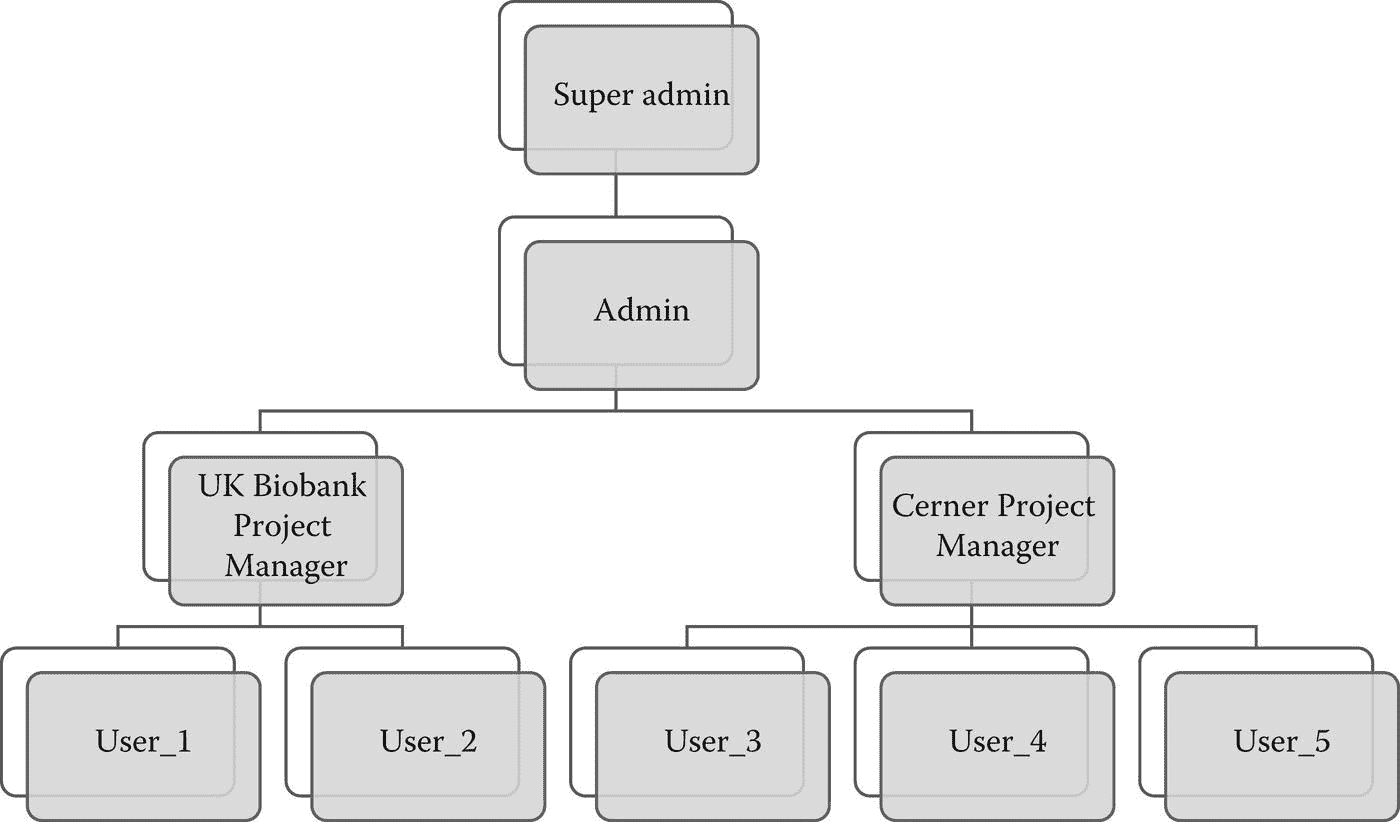 Super admin
Admin
UK Biobank
Project
Manager
Cerner Project
Manager
User_1
User_2
User_3
User_4
User_5